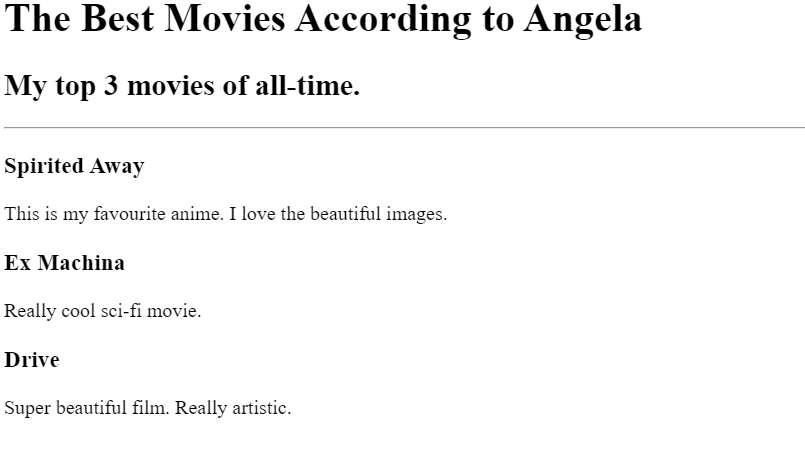 The Best Movies According to Angela
My top 3 movies of all-time.
Spirited Away
This is my favourite anime. I love the beautiful images.
Ex Machina
Really cool sci-fi movie.
Drive
Super beautiful film. Really artistic.